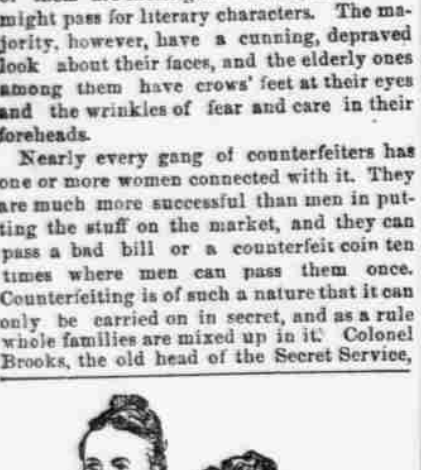 might pass for literary characters. The ma-
jority, however, have a cunning, depraved
look about their faces, and the elderly ones
among them have crows' feet at their eyes
and the wrinkles of fear and care in their
foreheads.
Nearly every gang of counterfeiters has
one or more women connected with it. They
are much more successful than men in put-
ting the stuff on the market, and they can
pass a bad bill or a counterfeit coin ten
times where men can pass them once.
Counterfeiting is of such a nature that it can
only be carried on in secret, and as a rule
whole families are mixed up in it. Colonel
Brooks, the old head of the Secret Service,